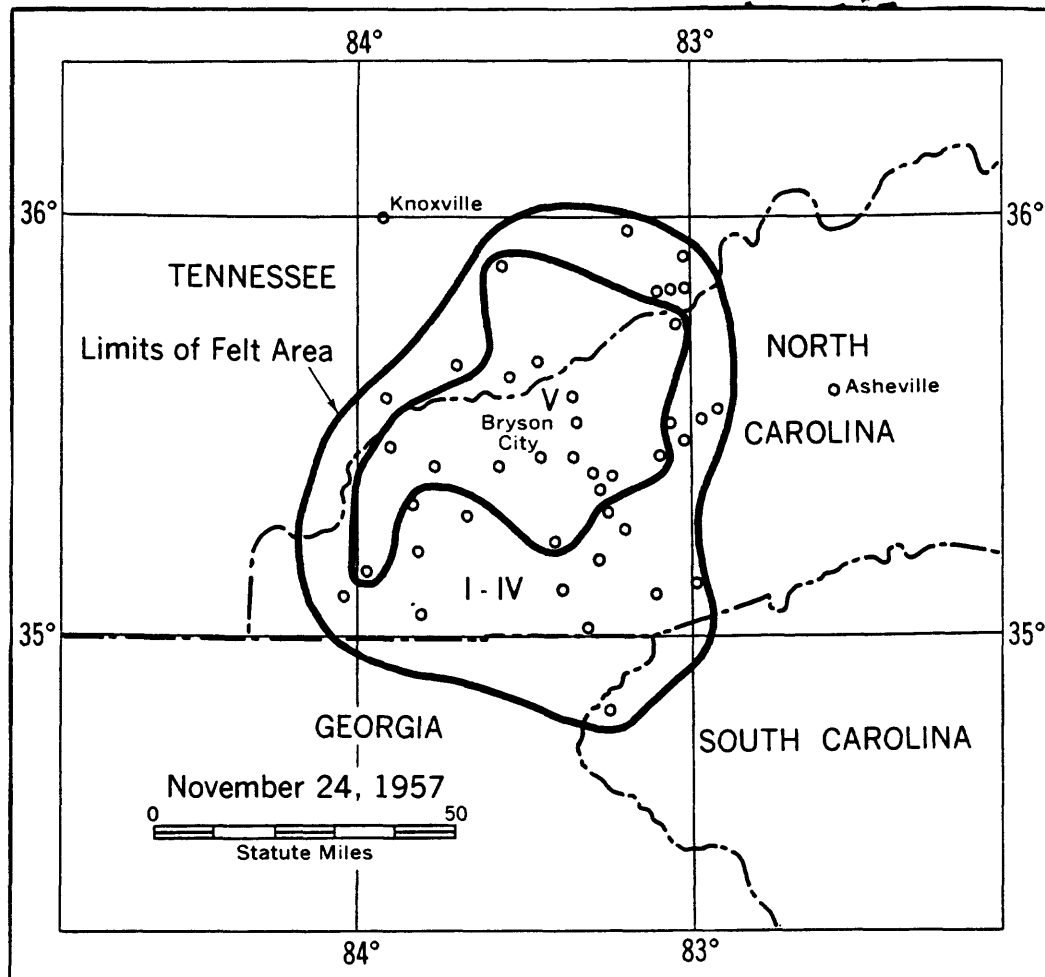 84° 83°
36° 36°
Knoxville
TENNESSEE
Limits of Felt Area
NORTH
Asheville
V
Bryson
City
CAROLINA
I - IV
35° 35°
GEORGIA
SOUTH CAROLINA
November 24, 1957
0 50
Statute Miles
84° 83°